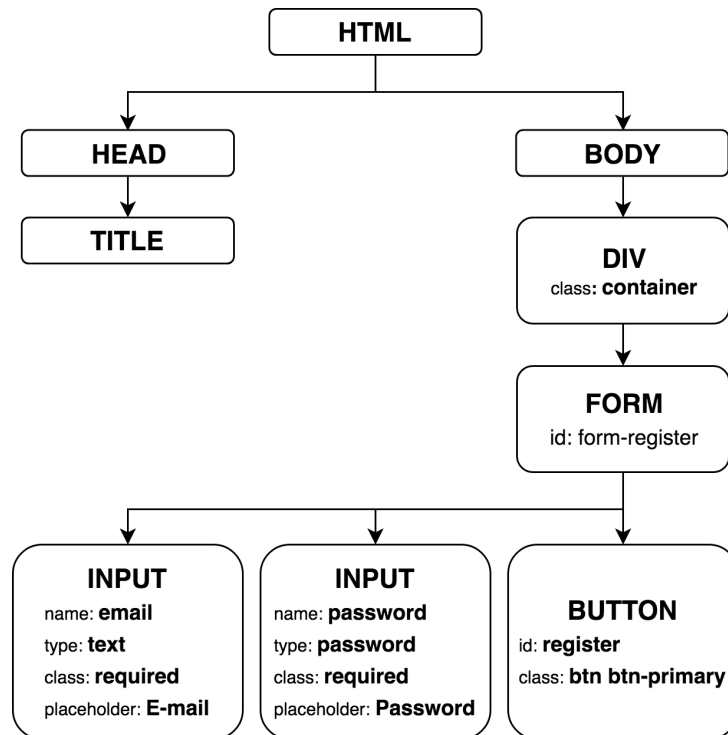 HTML
HEAD
BODY
TITLE
DIV
class: container
FORM
id: form-register
INPUT
name: email
type: text
class: required
placeholder: E-mail
INPUT
name: password
type: password
class: required
placeholder: Password
BUTTON
id: register
class: btn btn-primary